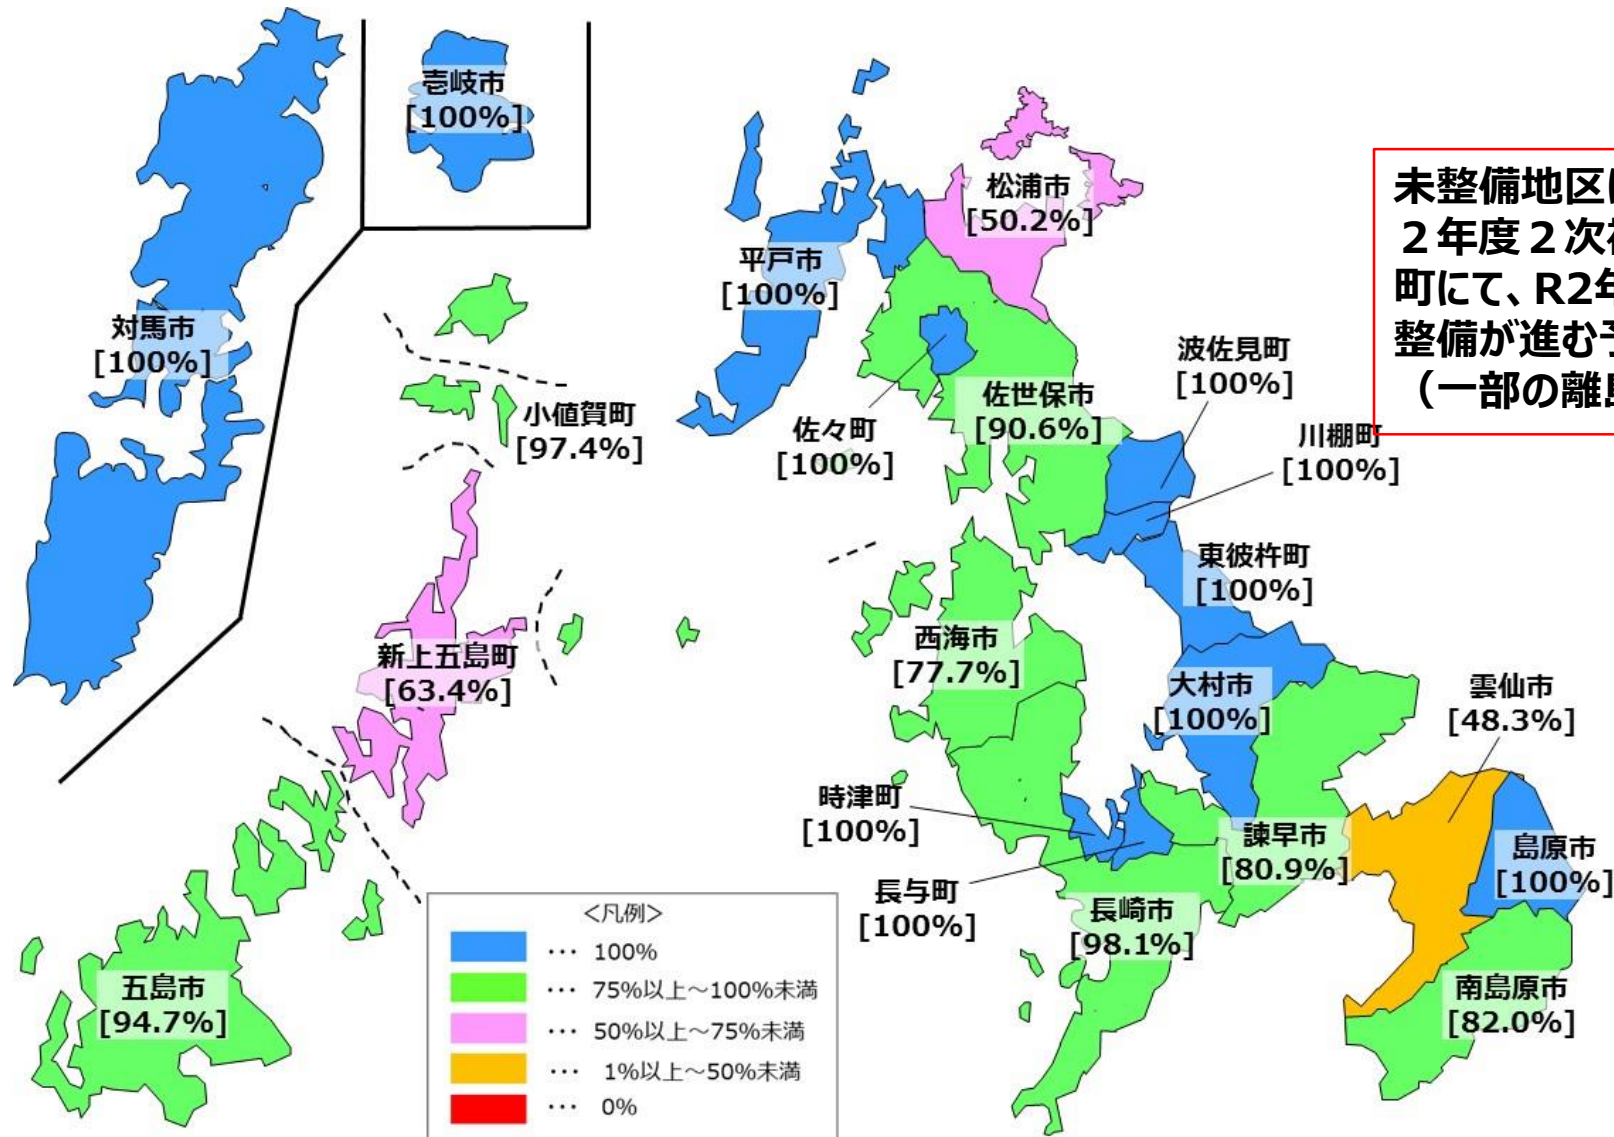 壱岐市
[100%]
松浦市
[50.2%]
未整備地区
２年度２次
町にて、R2年
整備が進む
（一部の離島
平戸市
[100%]
対馬市
[100%]
波佐見町
[100%]
小値賀町
[97.4%]
佐世保市
[90.6%]
佐々町
[100%]
川棚町
[100%]
東彼杵町
[100%]
新上五島町
[63.4%]
西海市
[77.7%]
大村市
[100%]
雲仙市
[48.3%]
時津町
[100%]
諫早市
[80.9%]
島原市
[100%]
長与町
[100%]
長崎市
[98.1%]
五島市
[94.7%]
南島原市
[82.0%]
＜凡例＞
… 100%
… 75%以上～100%未満
… 50%以上～75%未満
… 1%以上～50%未満
… 0%